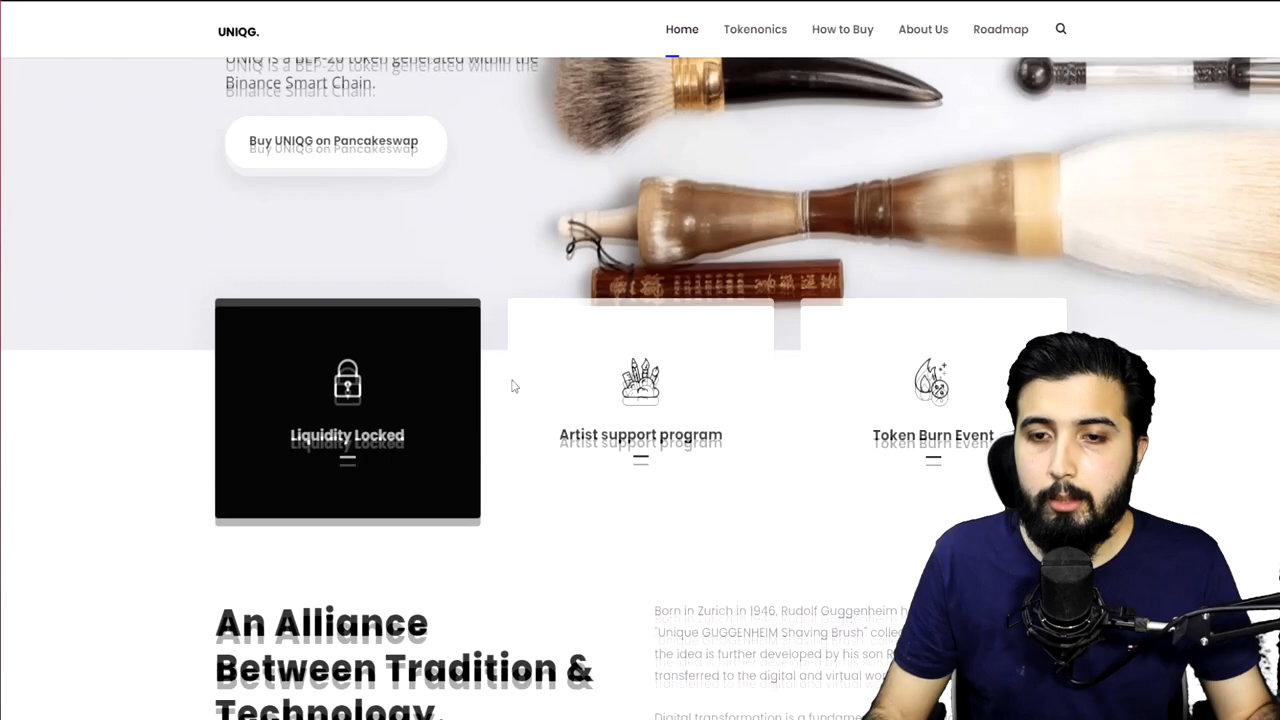 UNIQG.
Home
Tokenonics
How to Buy
About Us
Roadmap
UNIQ is a BEP-20 token generated within the
Binance Smart Chain.
Buy UNIQG on Pancakeswap
Liquidity Locked
Artist support program
Token Burn Event
An Alliance
Between Tradition &
Technology.
Born in Zurich in 1946, Rudolf Guggenheim
"Unique GUGGENHEIM Shaving Brush"
the idea is further developed by his son
transferred to the digital and virtual
Digital transformation is a